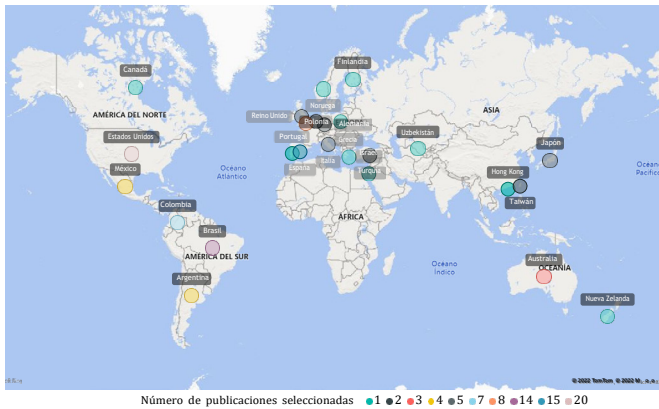 Canadá
Finlandia
AMÉRICA DEL NORTE
Noruega
ASIA
Reino Unido
Polonia
Alemania
Estados Unidos
Uzbekistán
Portugal
Grecia
Japón
Italia
Israel
España
Turquía
México
Océano
Atlántico
Hong Kong
Océano
Pacífico
Taiwán
Colombia
ÁFRICA
Brasil
AMÉRICA DEL SUR
Océano
Índico
Australia
OCEANÍA
Argentina
Nueva Zelanda
© 2022 TomTom © 2022
Número de publicaciones seleccionadas 1 2 3 4 5 7 8 14 15 20